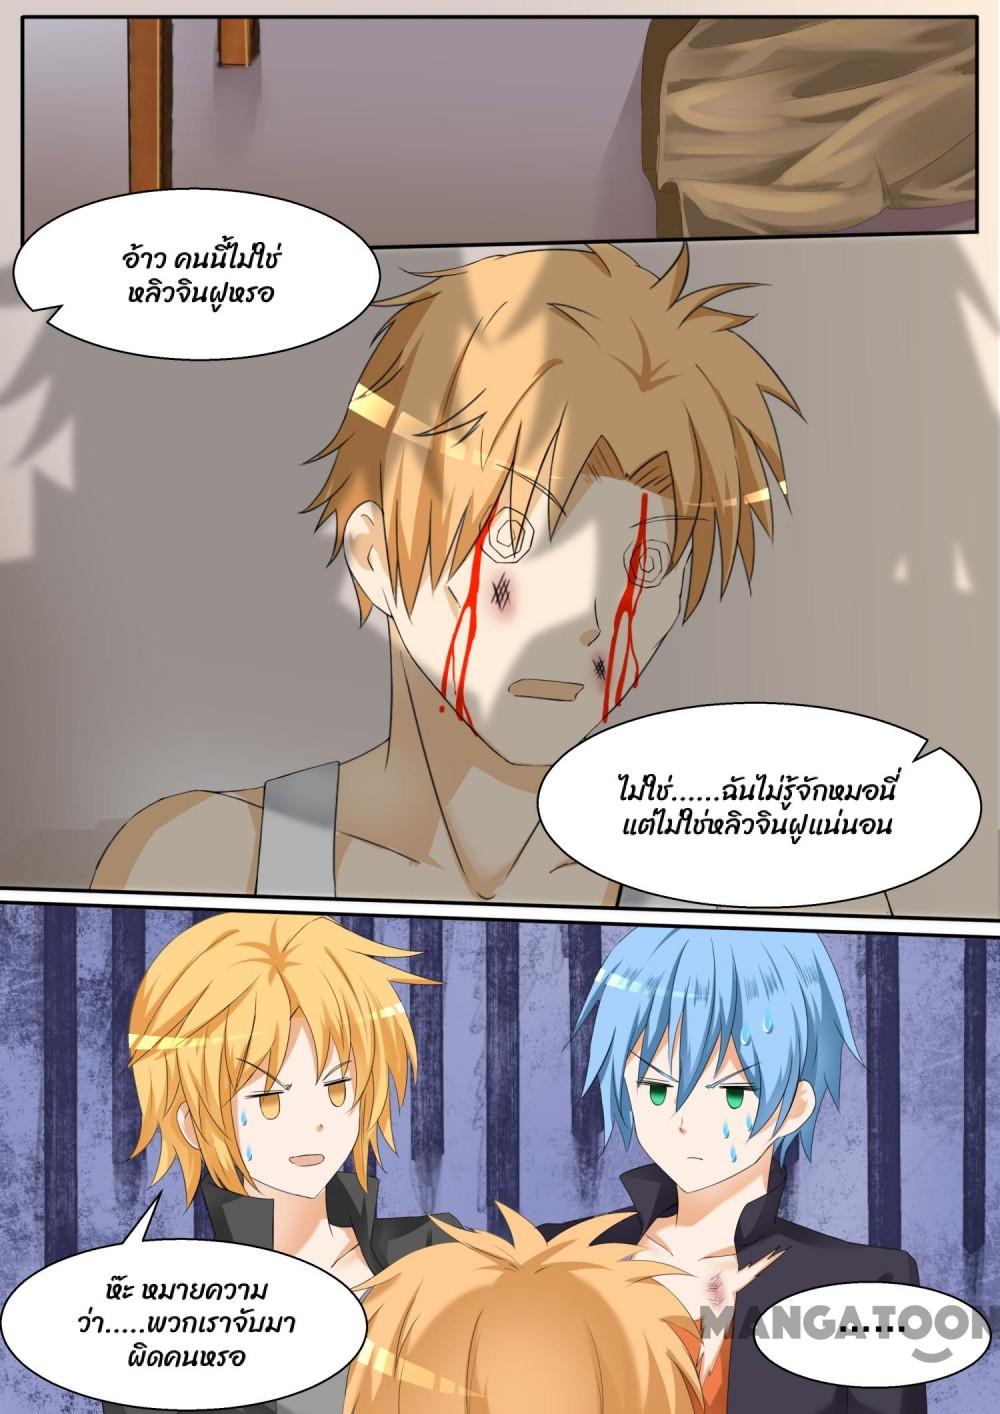 อ้าว คนนี้ไม่ใช่
หลิวจินฝูหรอ
ไม่ใช่......ฉันไม่รู้จักหมอนี่
แต่ไม่ใช่หลิวจินฝูแน่นอน
ห๊ะ หมายความ
ว่า.....พวกเราจับมา
ผิดคนหรอ
......
MANGATOON